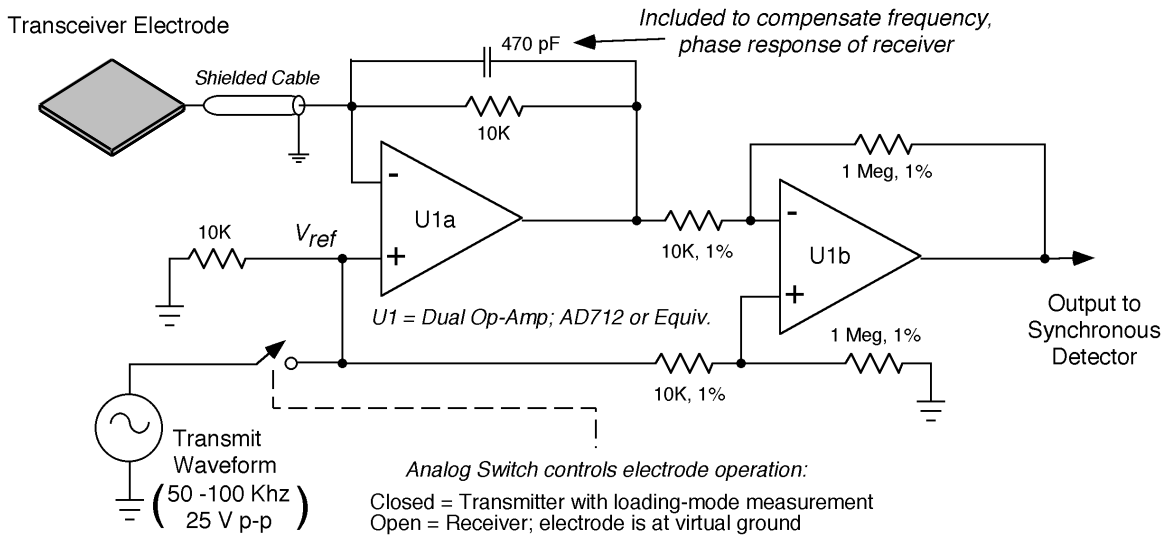 Included to compensate frequency,
phase response of receiver
Transceiver Electrode
470 pF
Shielded Cable
10K
1 Meg, 1%
-
U1a
+
10K
Vref
10K, 1%
-
U1b
+
U1 = Dual Op-Amp; AD712 or Equiv.
Output to
Synchronous
Detector
1 Meg, 1%
10K, 1%
Transmit
Waveform
(50 -100 Khz
25 V p-p)
Analog Switch controls electrode operation:
Closed = Transmitter with loading-mode measurement
Open = Receiver; electrode is at virtual ground